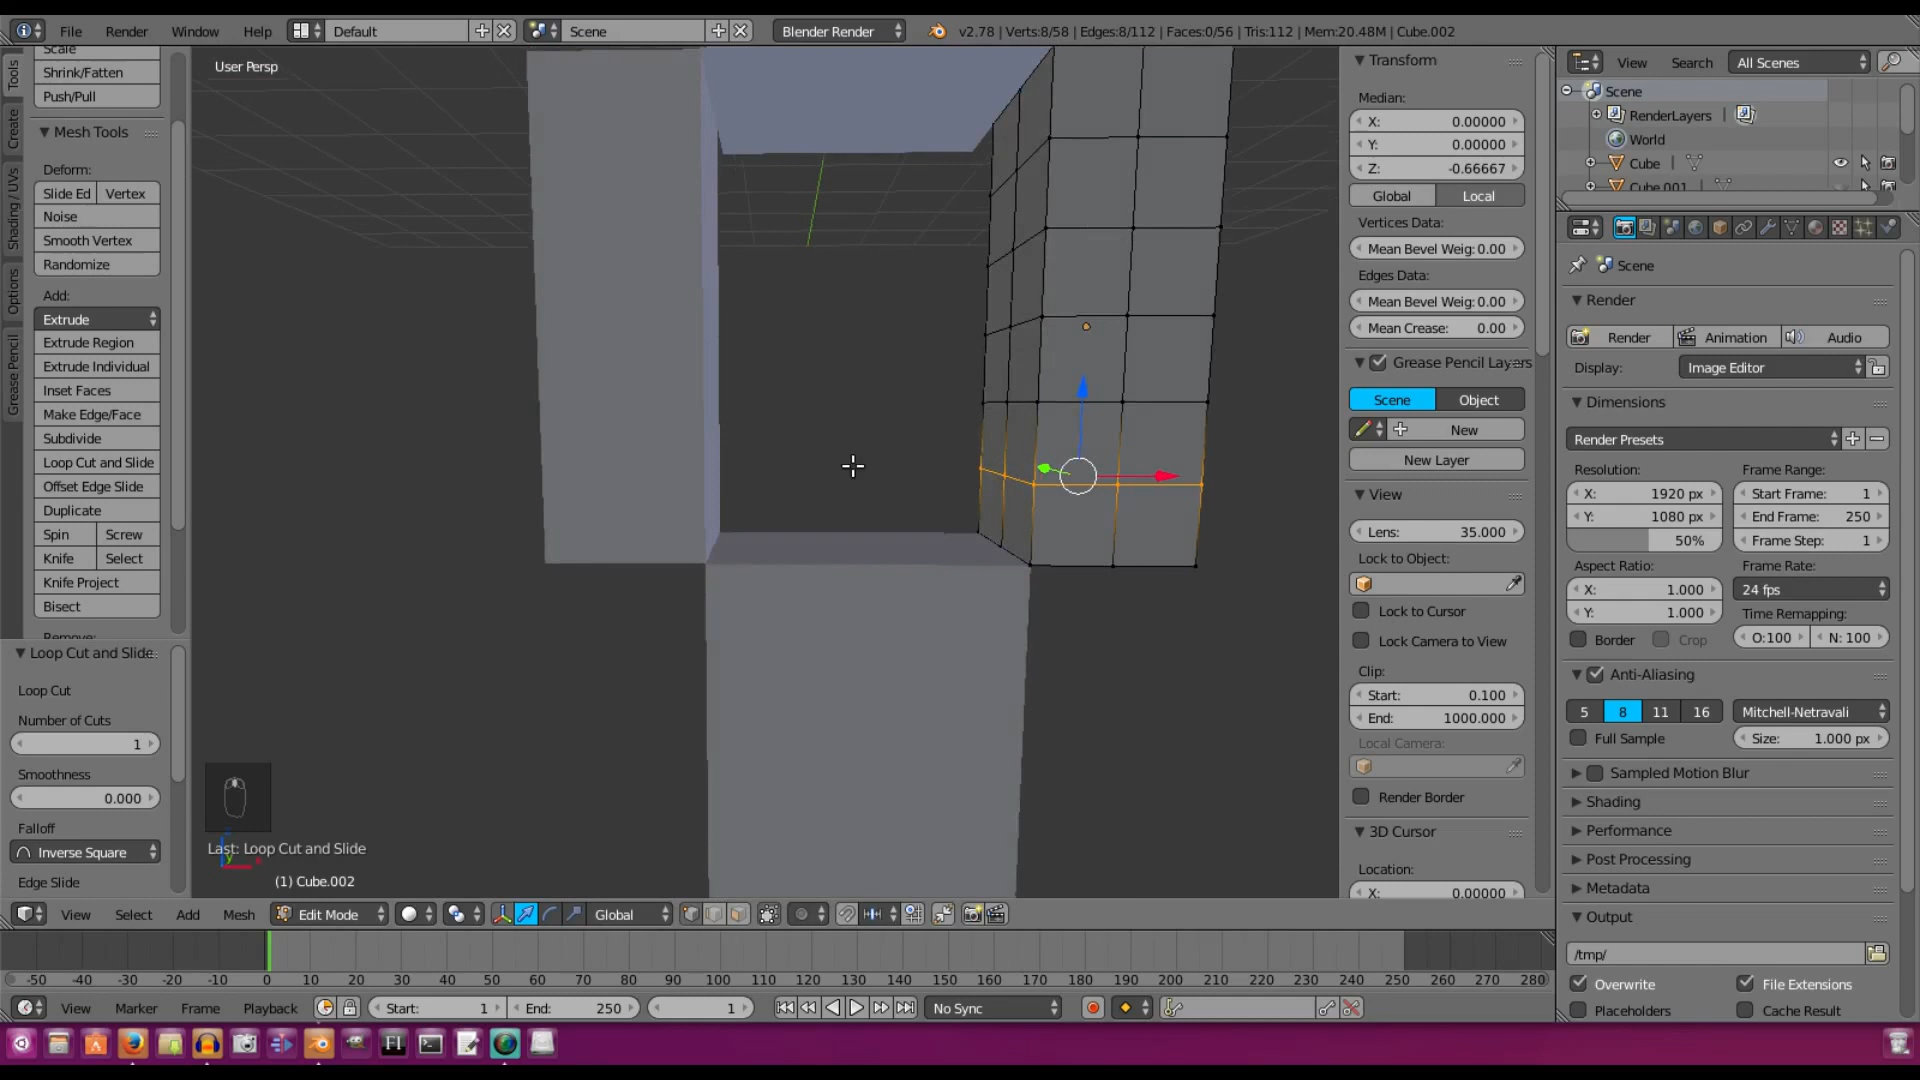 File Render Window Help Default Scene Blender Render v2.78 | Verts:8/58 | Edges:8/112 | Faces:0/56 | Tris:112 | Mem:20.48M | Cube.002
Tools
Create
Shading / UVs
Options
Grease Pencil
Scale
Shrink/Fatten
Push/Pull
Mesh Tools
Deform:
Slide Ed Vertex
Noise
Smooth Vertex
Randomize
Add:
Extrude
Extrude Region
Extrude Individual
Inset Faces
Make Edge/Face
Subdivide
Loop Cut and Slide
Offset Edge Slide
Duplicate
Spin Screw
Knife Select
Knife Project
Bisect
Remove:
Loop Cut and Slide
Loop Cut
Number of Cuts
1
Smoothness
0.000
Falloff
Inverse Square
Edge Slide
User Persp
Last: Loop Cut and Slide
(1) Cube.002
Transform
Median:
X: 0.00000
Y: 0.00000
Z: -0.66667
Global Local
Vertices Data:
Mean Bevel Weig: 0.00
Edges Data:
Mean Bevel Weig: 0.00
Mean Crease: 0.00
Grease Pencil Layers
Scene Object
New
New Layer
View
Lens: 35.000
Lock to Object:
Lock to Cursor
Lock Camera to View
Clip:
Start: 0.100
End: 1000.000
Local Camera:
Render Border
3D Cursor
Location:
X: 0.00000
View Search All Scenes
Scene
RenderLayers |
World
Cube |
Cube.001
Scene
Render
Render Animation Audio
Display: Image Editor
Dimensions
Render Presets
Resolution: Frame Range:
X: 1920 px Start Frame: 1
Y: 1080 px End Frame: 250
50% Frame Step: 1
Aspect Ratio: Frame Rate:
X: 1.000 24 fps
Y: 1.000 Time Remapping:
Border Crop O:100 N: 100
Anti-Aliasing
5 8 11 16 Mitchell-Netravali
Full Sample Size: 1.000 px
Sampled Motion Blur
Shading
Performance
Post Processing
Metadata
Output
/tmp/
Overwrite File Extensions
Placeholders Cache Result
View Select Add Mesh Edit Mode Global
-50 -40 -30 -20 -10 0 10 20 30 40 50 60 70 80 90 100 110 120 130 140 150 160 170 180 190 200 210 220 230 240 250 260 270 280
View Marker Frame Playback Start: 1 End: 250 1 No Sync